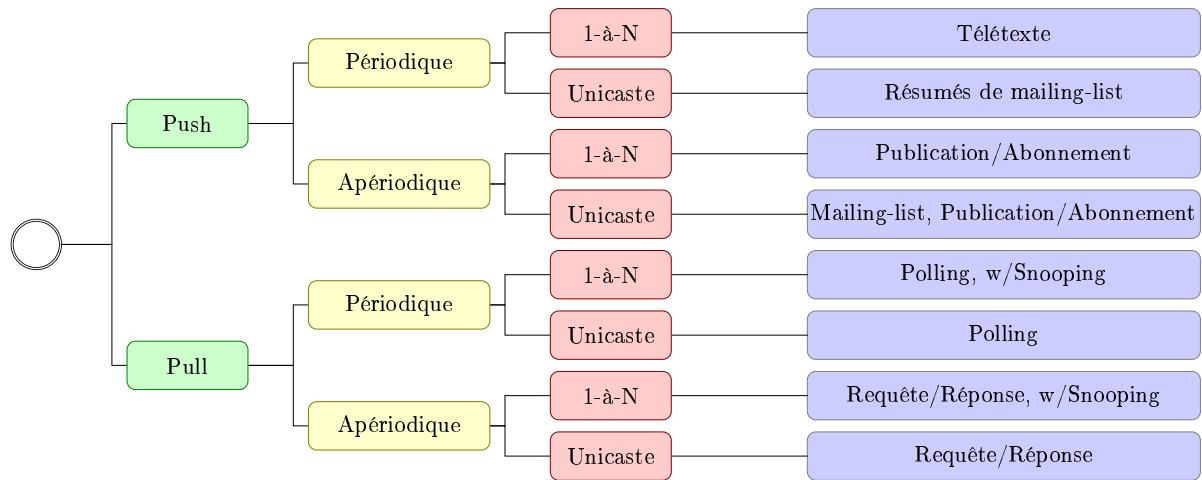 1-à-N
Télétexte
Périodique
Unicaste
Résumés de mailing-list
Push
1-à-N
Publication/Abonnement
Apériodique
Unicaste
Mailing-list, Publication/Abonnement
1-à-N
Polling, w/Snooping
Périodique
Unicaste
Polling
Pull
1-à-N
Requête/Réponse, w/Snooping
Apériodique
Unicaste
Requête/Réponse